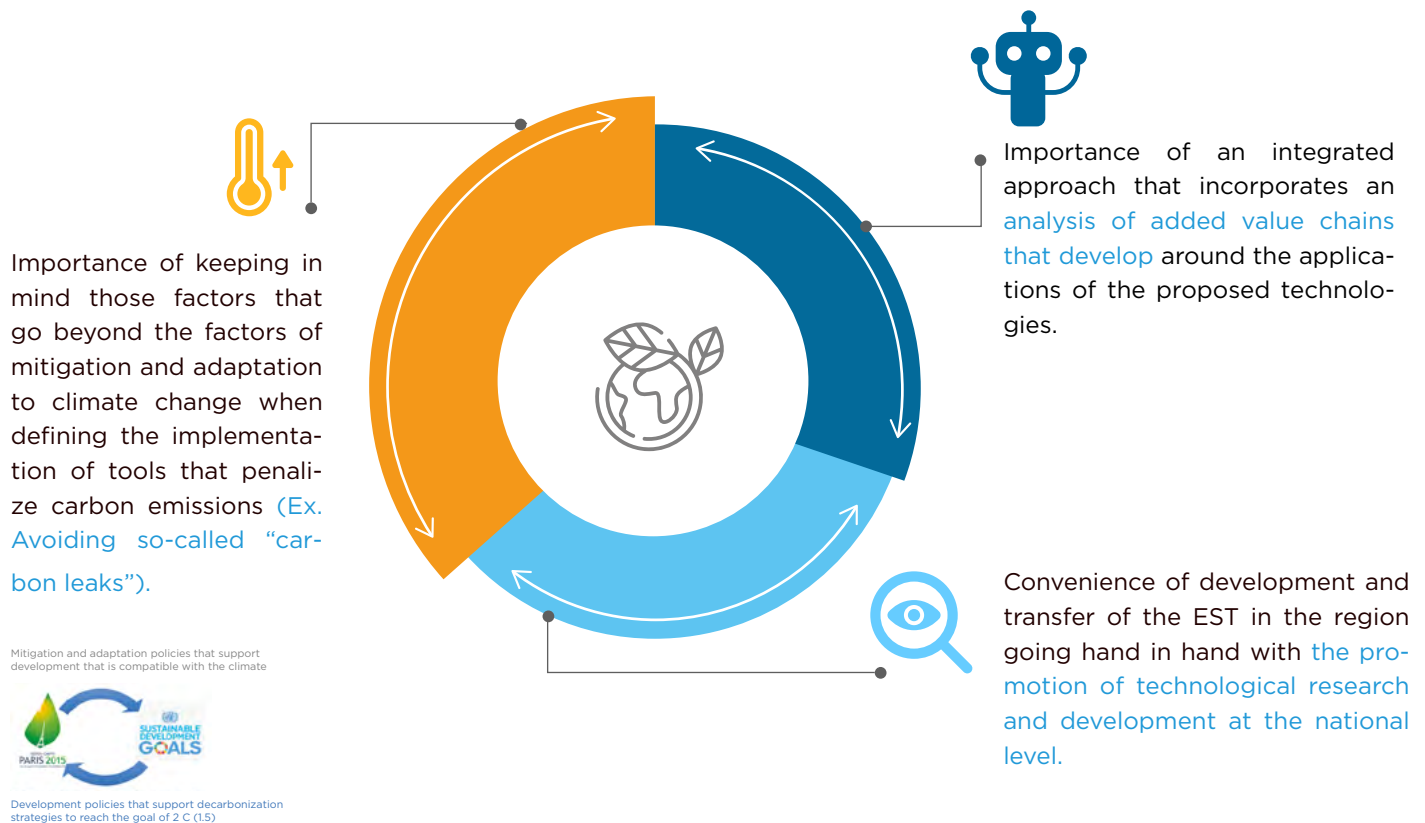 Importance of an integrated
approach that incorporates an
analysis of added value chains
that develop around the applica-
tions of the proposed technolo-
gies.
Importance of keeping in
mind those factors that
go beyond the factors of
mitigation and adaptation
to climate change when
defining the implementa-
tion of tools that penali-
ze carbon emissions (Ex.
Avoiding so-called “car-
bon leaks”).
Convenience of development and
transfer of the EST in the region
going hand in hand with the pro-
motion of technological research
and development at the national
level.
Mitigation and adaptation policies that support
development that is compatible with the climate
PARIS 2015
SUSTAINABLE
DEVELOPMENT
GOALS
Development policies that support decarbonization
strategies to reach the goal of 2 C (1.5)